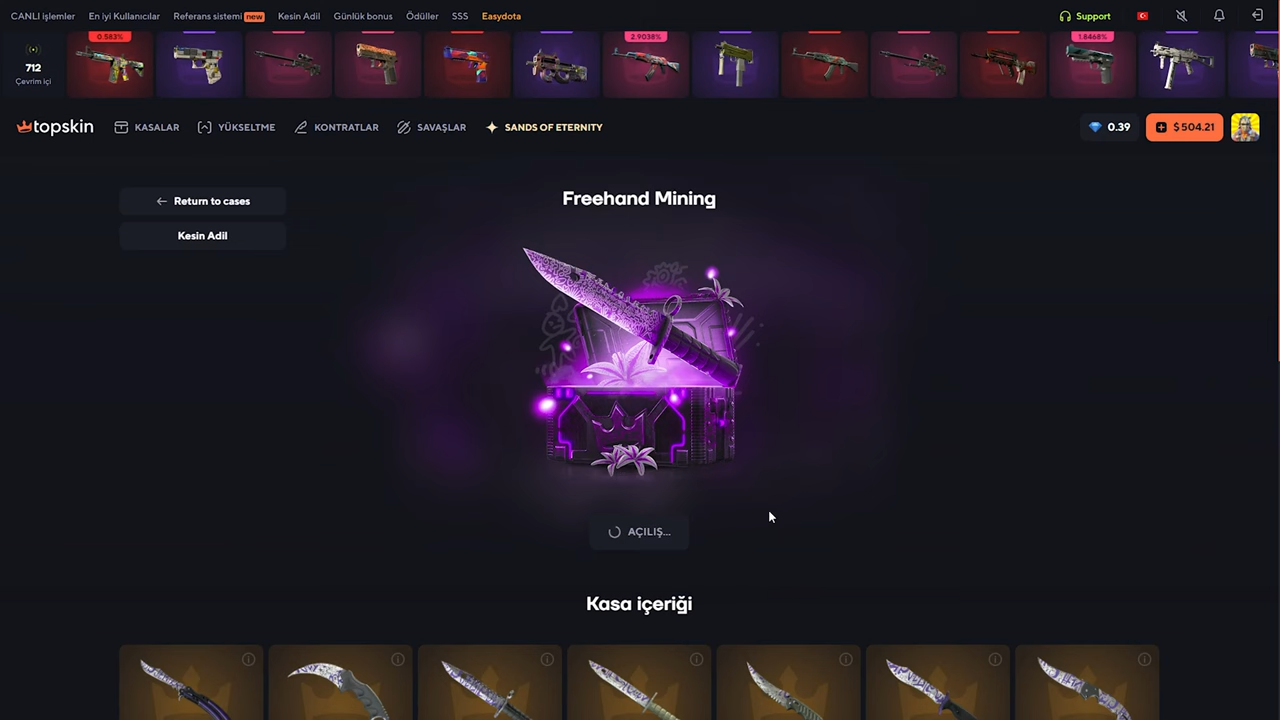 CANLI işlemler En iyi Kullanıcılar Referans sistemi new Kesin Adil Günlük bonus Ödüller SSS Easydota Support
0.583% 2.9038% 1.8468%
712
Çevrim içi
topskin KASALAR YÜKSELTME KONTRATLAR SAVAŞLAR SANDS OF ETERNITY 0.39 $ 504.21
← Return to cases
Freehand Mining
Kesin Adil
AÇILIŞ...
Kasa içeriği